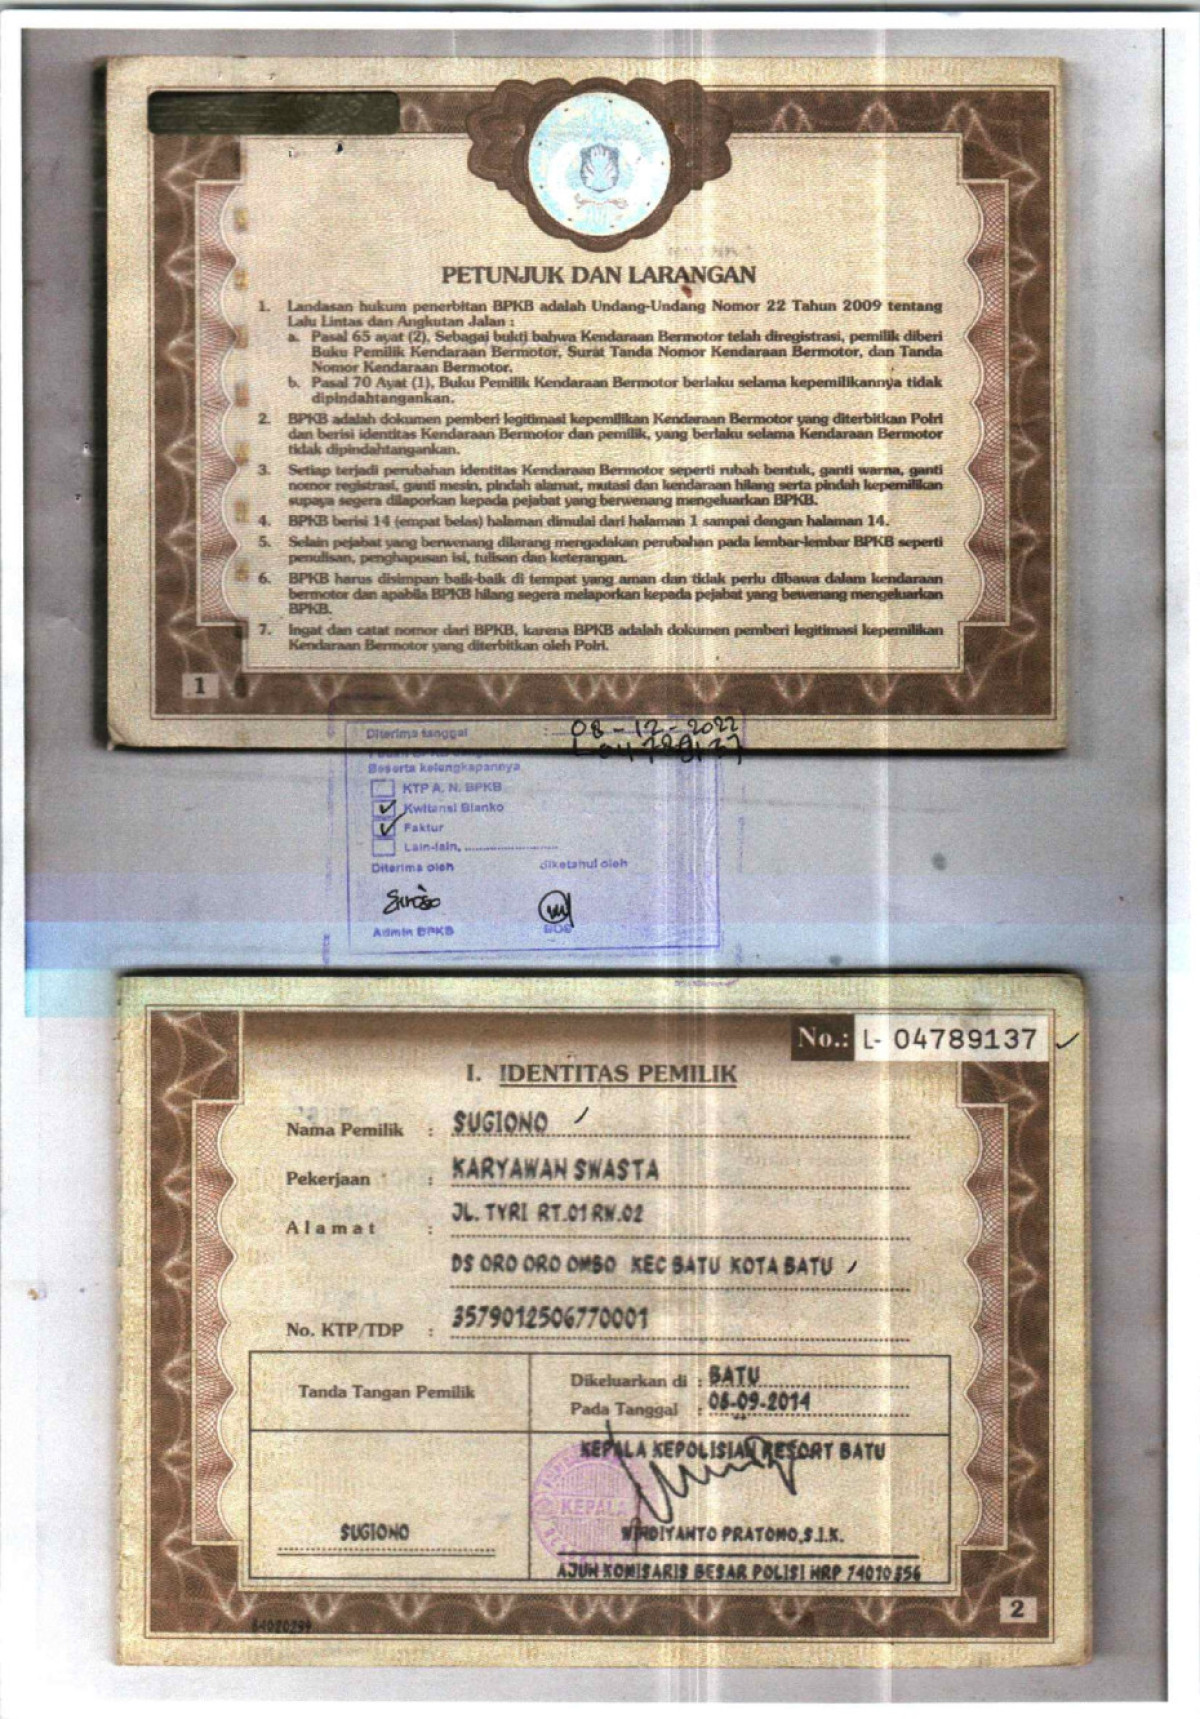 PETUNJUK DAN LARANGAN
1. Landasan hukum penerbitan BPKB adalah Undang-Undang Nomor 22 Tahun 2009 tentang
Lalu Lintas dan Angkutan Jalan :
a. Pasal 65 ayat (2), Sebagai bukti bahwa Kendaraan Bermotor telah diregistrasi, pemilik diberi
Buku Pemilik Kendaraan Bermotor, Surat Tanda Nomor Kendaraan Bermotor, dan Tanda
Nomor Kendaraan Bermotor.
b. Pasal 70 Ayat (1), Buku Pemilik Kendaraan Bermotor berlaku selama kepemilikannya tidak
dipindahtangankan.
2. BPKB adalah dokumen pemberi legitimasi kepemilikan Kendaraan Bermotor yang diterbitkan Polri
dan berisi identitas Kendaraan Bermotor dan pemilik, yang berlaku selama Kendaraan Bermotor
tidak dipindahtangankan.
3. Setiap terjadi perubahan identitas Kendaraan Bermotor seperti rubah bentuk, ganti warna, ganti
nomor registrasi, ganti mesin, pindah alamat, mutasi dan kendaraan hilang serta pindah kepemilikan
supaya segera dilaporkan kepada pejabat yang berwenang mengeluarkan BPKB.
4. BPKB berisi 14 (empat belas) halaman dimulai dari halaman 1 sampai dengan halaman 14.
5. Selain pejabat yang berwenang dilarang mengadakan perubahan pada lembar-lembar BPKB seperti
penulisan, penghapusan isi, tulisan dan keterangan.
6. BPKB harus disimpan baik-baik di tempat yang aman dan tidak perlu dibawa dalam kendaraan
bermotor dan apabila BPKB hilang segera melaporkan kepada pejabat yang bewenang mengeluarkan
BPKB.
7. Ingat dan catat nomor dari BPKB, karena BPKB adalah dokumen pemberi legitimasi kepemilikan
Kendaraan Bermotor yang diterbitkan oleh Polri.
1
Diterima tanggal : 08-12-2022
L-04789137
Beserta kelengkapannya
KTP A. N. BPKB
Kwitansi Blanko
Faktur
Lain-lain, ....................
Diterima oleh diketahui oleh
Admin BPKB
No.: L- 04789137
I. IDENTITAS PEMILIK
Nama Pemilik : SUGIONO
Pekerjaan : KARYAWAN SWASTA
Alamat : JL. TYRI RT.01 RW.02
DS ORO ORO OMBO KEC BATU KOTA BATU
No. KTP/TDP : 3579012506770001
Tanda Tangan Pemilik
Dikeluarkan di : BATU
Pada Tanggal : 08-09-2014
KEPALA KEPOLISIAN RESORT BATU
KEPALA
SUGIONO
WINDIYANTO PRATOMO,S.I.K.
AJUN KOMISARIS BESAR POLISI NRP 74010356
2